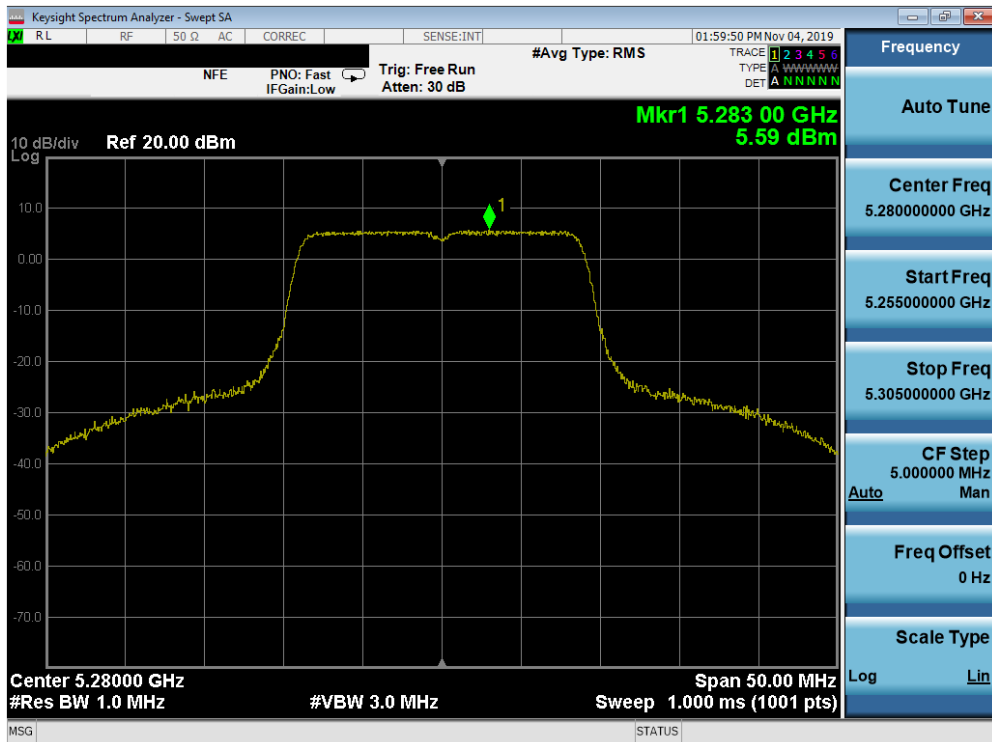 Keysight Spectrum Analyzer - Swept SA
LXI RL RF 50 Ω AC CORREC SENSE:INT 01:59:50 PM Nov 04, 2019
NFE PNO: Fast IFGain:Low
Trig: Free Run
Atten: 30 dB
#Avg Type: RMS
TRACE 1 2 3 4 5 6
TYPE A WWWWW
DET A N N N N N
Mkr1 5.283 00 GHz
5.59 dBm
10 dB/div Ref 20.00 dBm
Log
10.0
0.00
-10.0
-20.0
-30.0
-40.0
-50.0
-60.0
-70.0
1
Center 5.28000 GHz Span 50.00 MHz
#Res BW 1.0 MHz #VBW 3.0 MHz Sweep 1.000 ms (1001 pts)
MSG STATUS
Frequency
Auto Tune
Center Freq
5.280000000 GHz
Start Freq
5.255000000 GHz
Stop Freq
5.305000000 GHz
CF Step
5.000000 MHz
Auto Man
Freq Offset
0 Hz
Scale Type
Log Lin